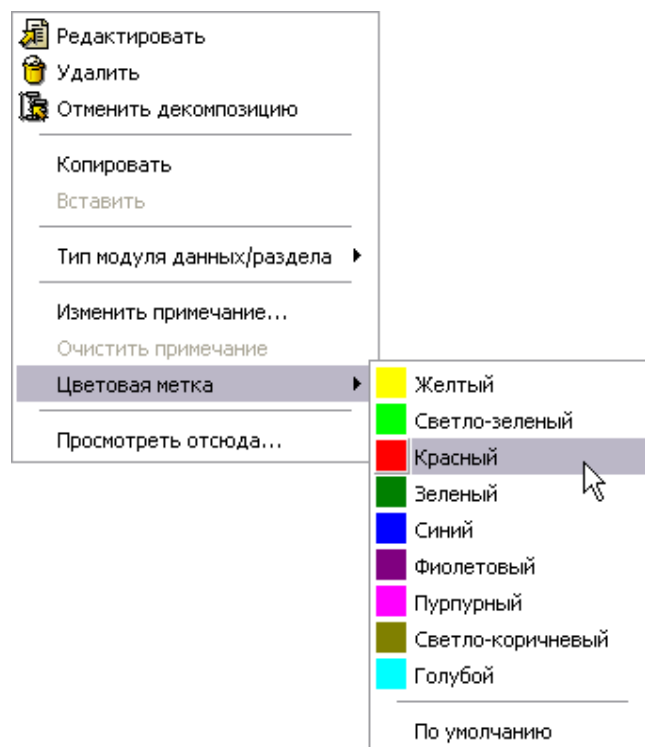 Редактировать
Удалить
Отменить декомпозицию
Копировать
Вставить
Тип модуля данных/раздела
Изменить примечание...
Очистить примечание
Цветовая метка
Просмотреть отсюда...
Желтый
Светло-зеленый
Красный
Зеленый
Синий
Фиолетовый
Пурпурный
Светло-коричневый
Голубой
По умолчанию